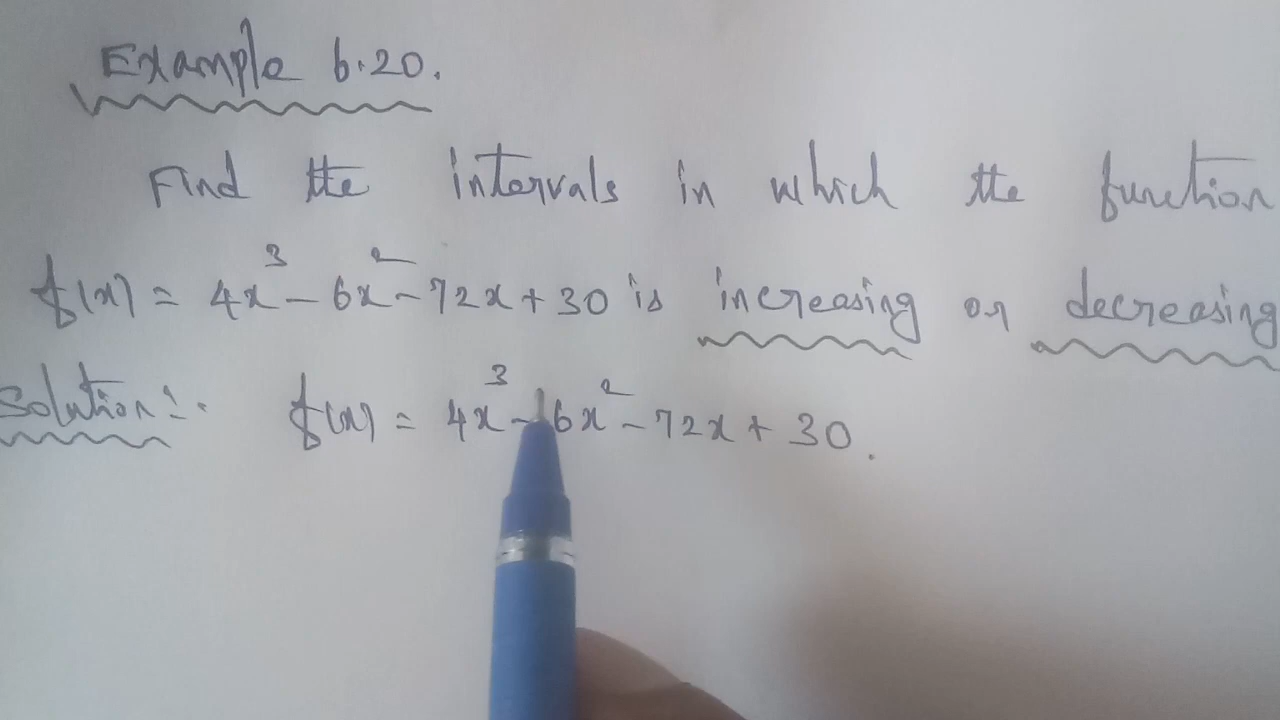 Example 6.20.
Find the intervals in which the function
f(x) = 4x³ - 6x² - 72x + 30 is increasing or decreasing
Solution:- f(x) = 4x³ - 6x² - 72x + 30.